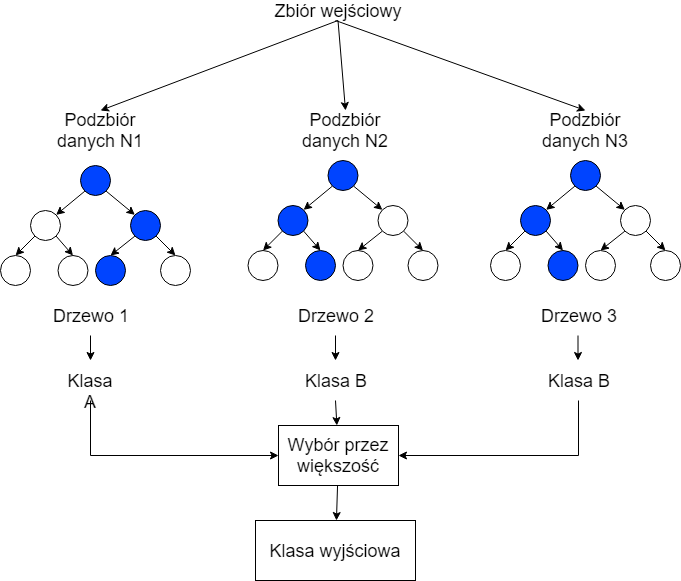 Zbiór wejściowy
Podzbiór
danych N1
Podzbiór
danych N2
Podzbiór
danych N3
Drzewo 1
Drzewo 2
Drzewo 3
Klasa
A
Klasa B
Klasa B
Wybór przez
większość
Klasa wyjściowa